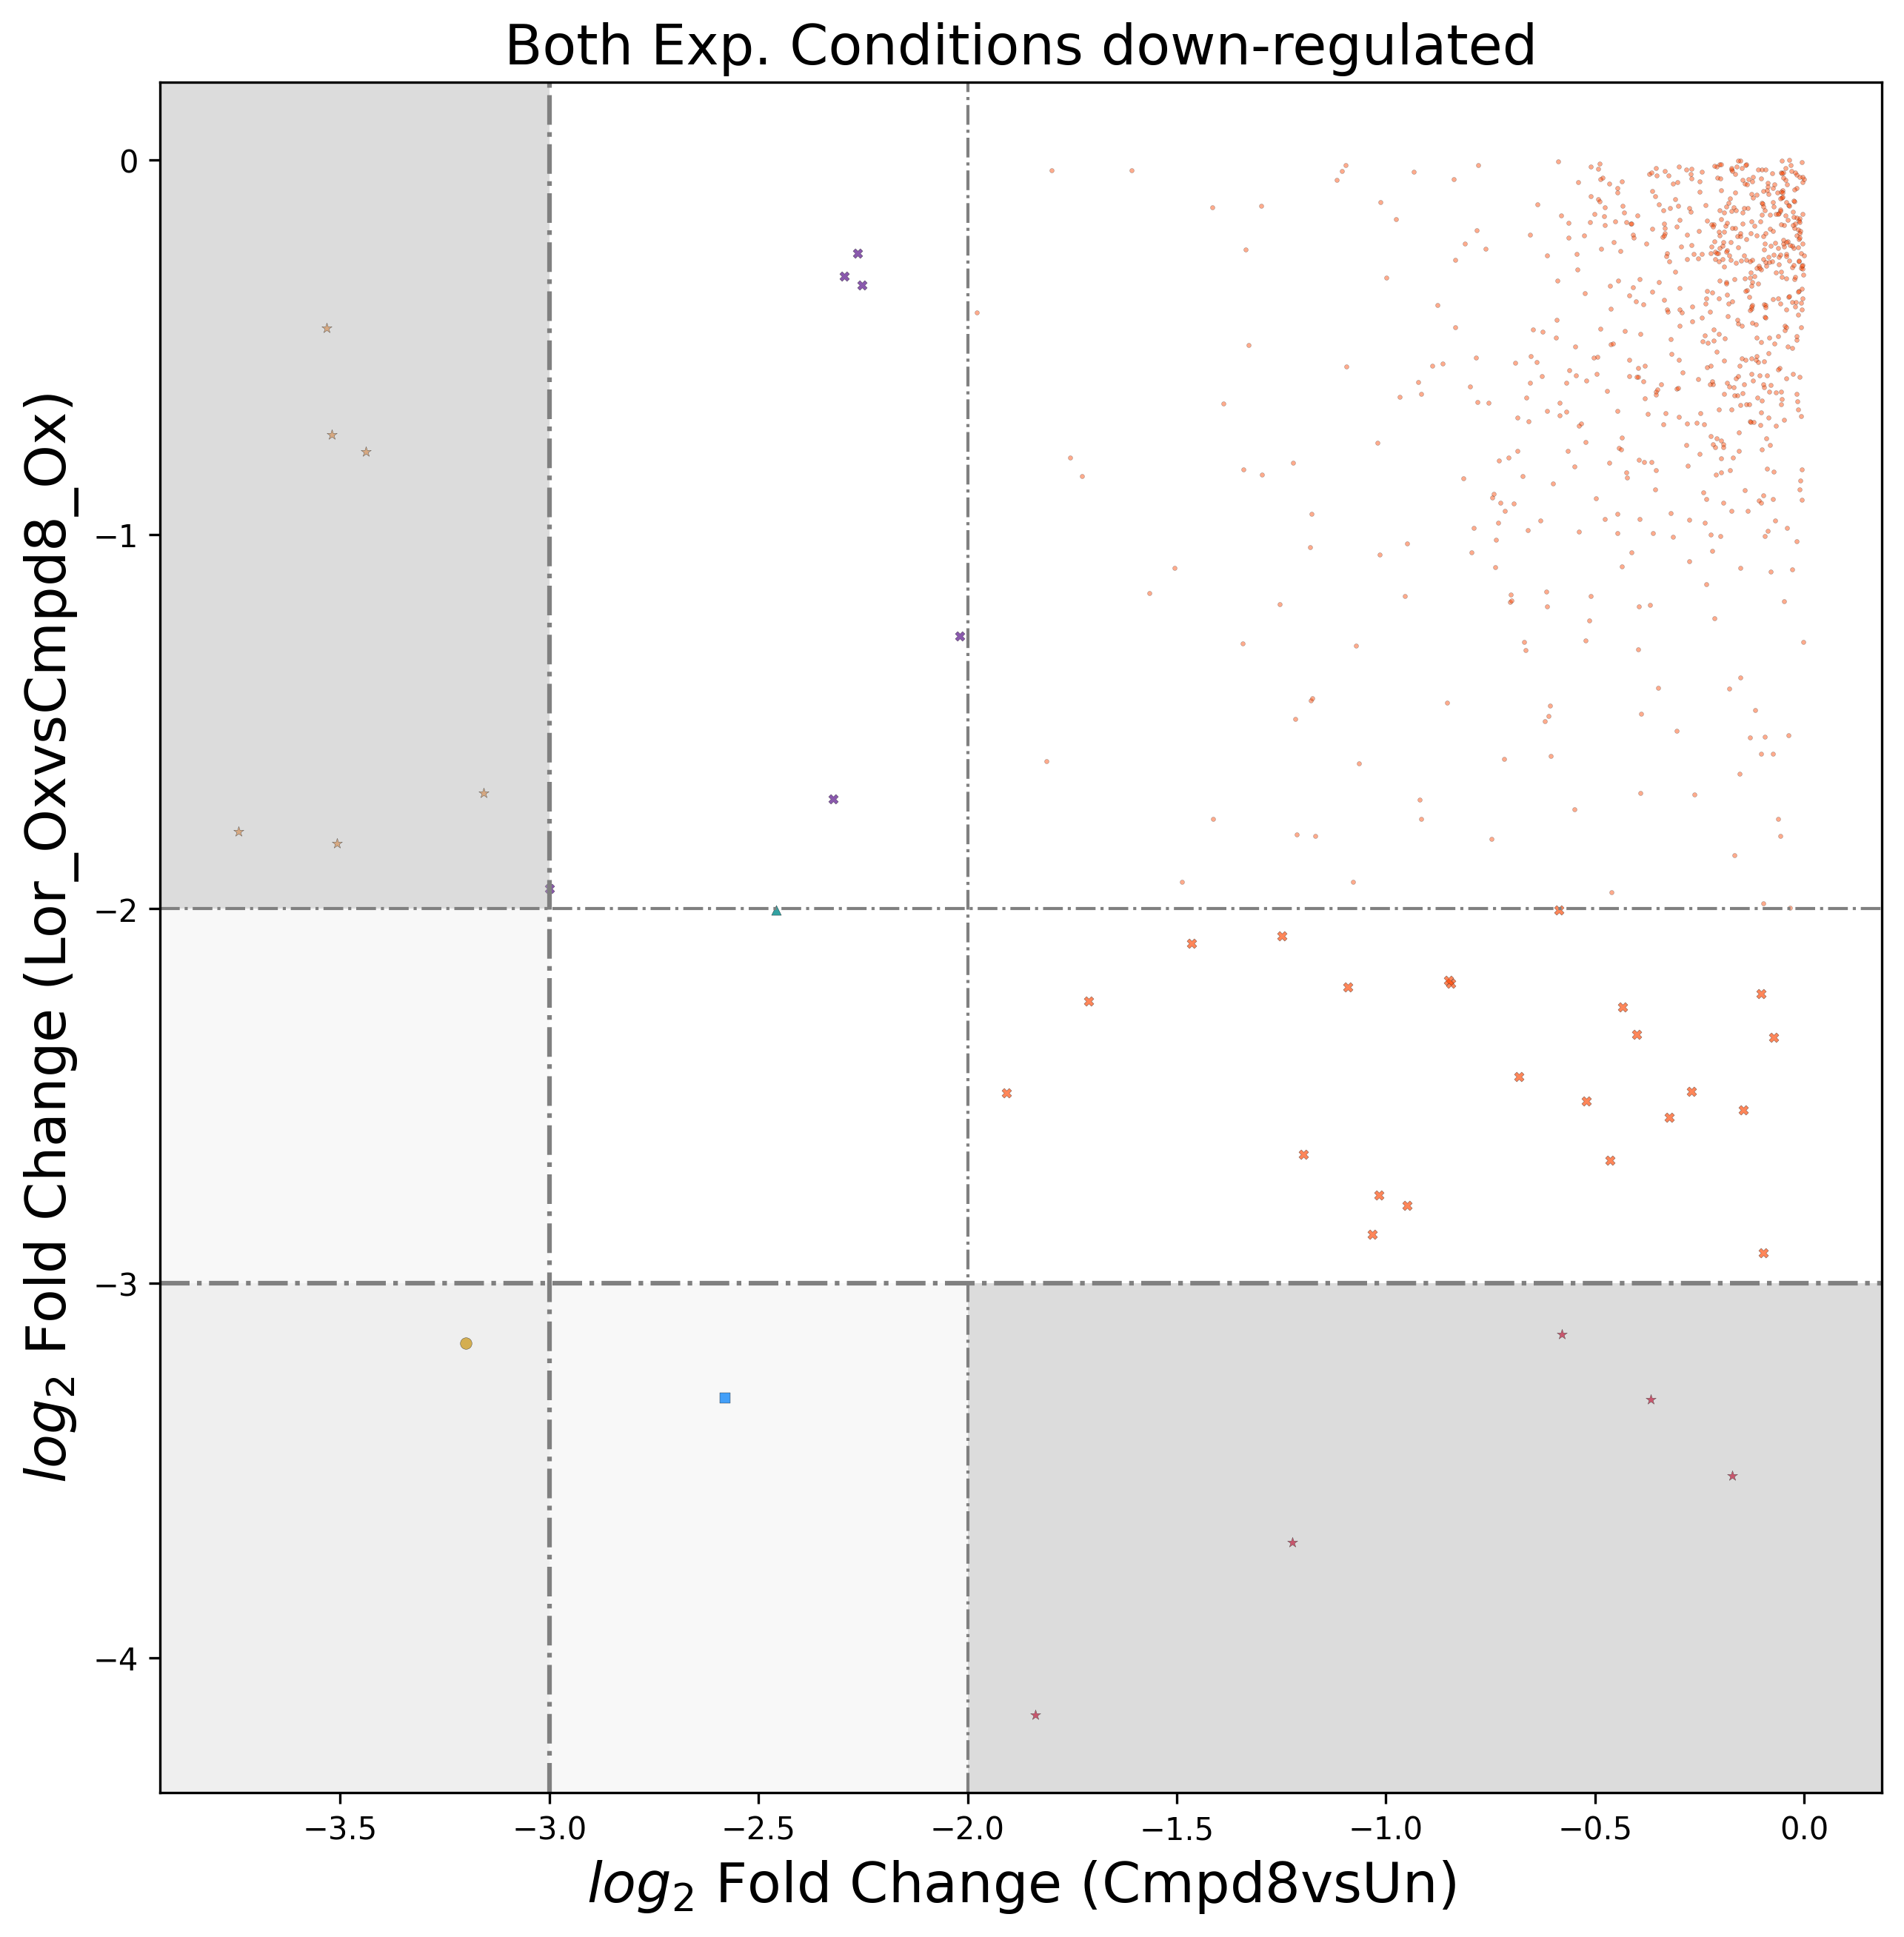 Both Exp. Conditions down-regulated
log₂ Fold Change (Lor_OxvsCmpd8_Ox)
0
−1
−2
−3
−4
−3.5 −3.0 −2.5 −2.0 −1.5 −1.0 −0.5 0.0
log₂ Fold Change (Cmpd8vsUn)